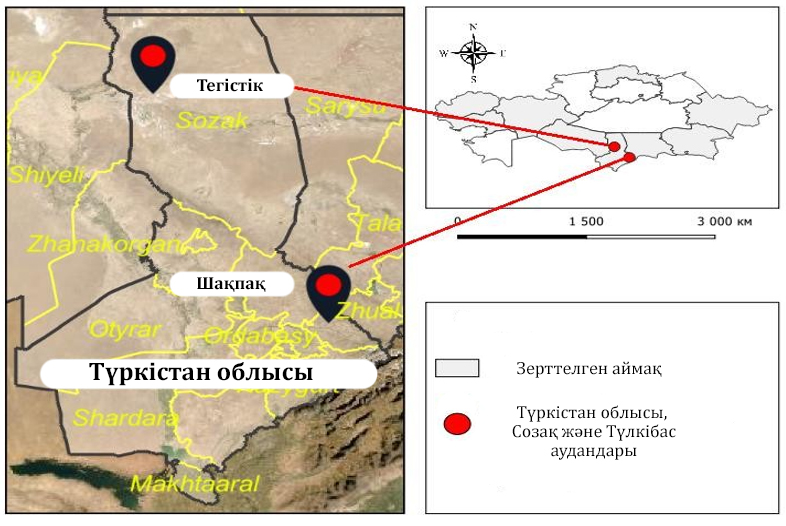 iya
Тегістік
Sozak
Sarysu
Shiyeli
Tala
Zhanakorgan
Шақпақ
Zhual
Otyrar
Ordabasy
Түркістан облысы
Shardara
Makhtaaral
N
W
E
S
0
1 500
3 000 км
Зерттелген аймақ
Түркістан облысы,
Созақ және Түлкібас
аудандары